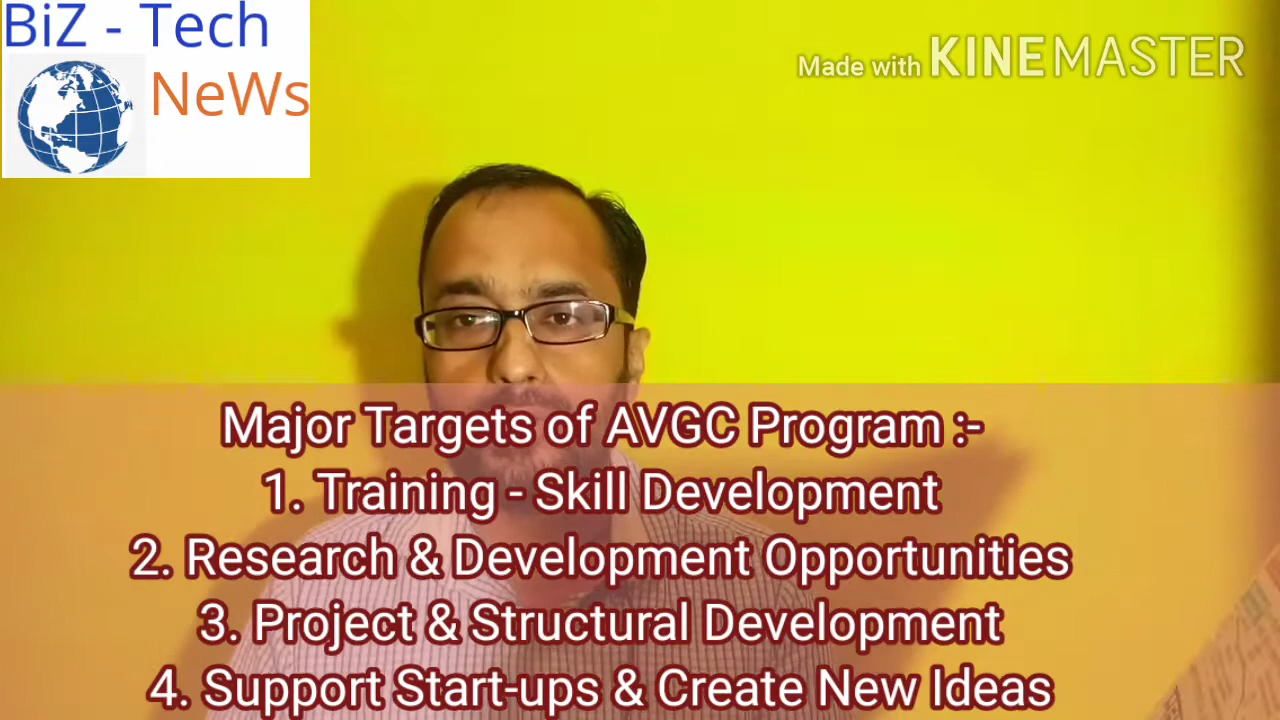 BiZ - Tech
NeWs
Made with KINEMASTER
Major Targets of AVGC Program :-
1. Training - Skill Development
2. Research & Development Opportunities
3. Project & Structural Development
4. Support Start-ups & Create New Ideas